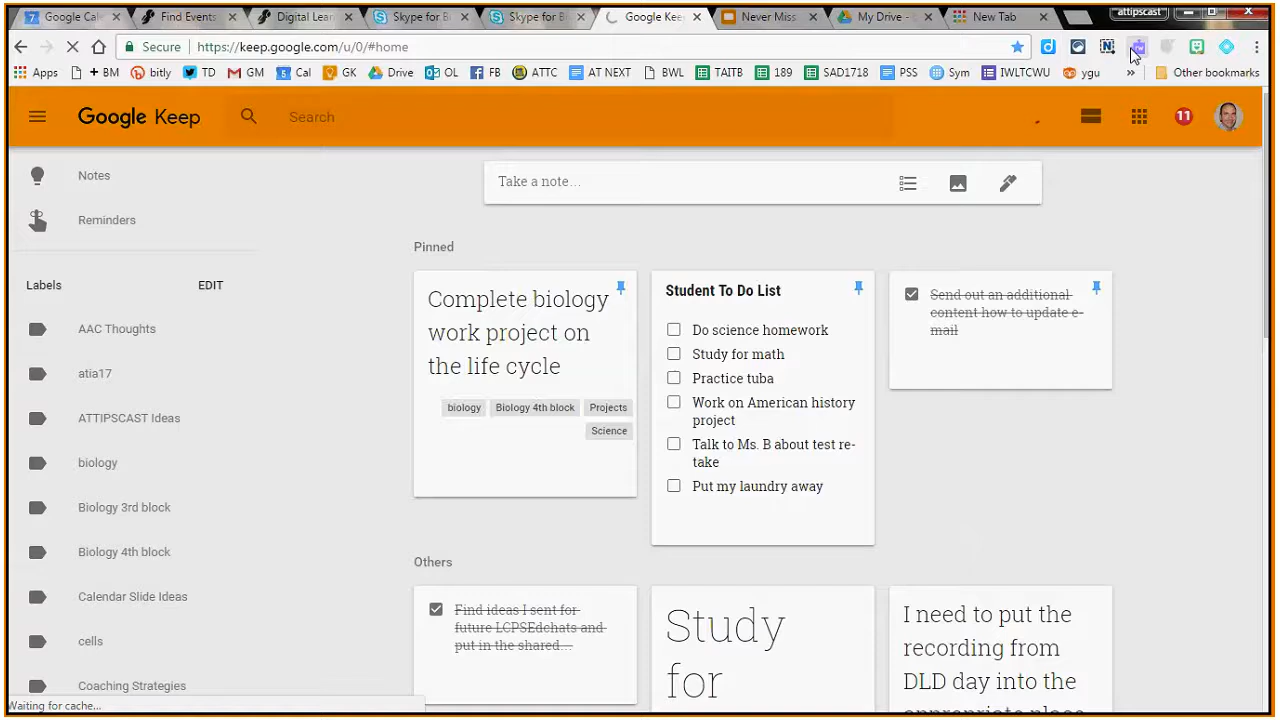 Google Cal
Find Events
Digital Lear
Skype for B
Skype
Google Kee
Never Miss
My Drive -
New Tab
attipscast
Secure
https://keep.google.com/u/0/#home
Apps
+ BM
bitly
TD
GM
Cal
GK
Drive
Oz
FB
ATTC
AT NEXT
BWL
TAITB
189
SAD1718
PSS
Sym
IWLTCWU
ygu
»
Other bookmarks
Google Keep
Search
11
Notes
Reminders
Labels
EDIT
AAC Thoughts
atia17
ATTIPSCAST Ideas
biology
Biology 3rd block
Biology 4th block
Calendar Slide Ideas
cells
Coaching Strategies
Take a note...
Pinned
Complete biology
work project on
the life cycle
biology
Biology 4th block
Projects
Science
Student To Do List
Do science homework
Study for math
Practice tuba
Work on American history
project
Talk to Ms. B about test re-
take
Put my laundry away
Send out an additional
content how to update e-
mail
Others
Find ideas I sent for
future LCPSEdchats and
put in the shared...
Study
for
I need to put the
recording from
DLD day into the
appropriate place
Waiting for cache...